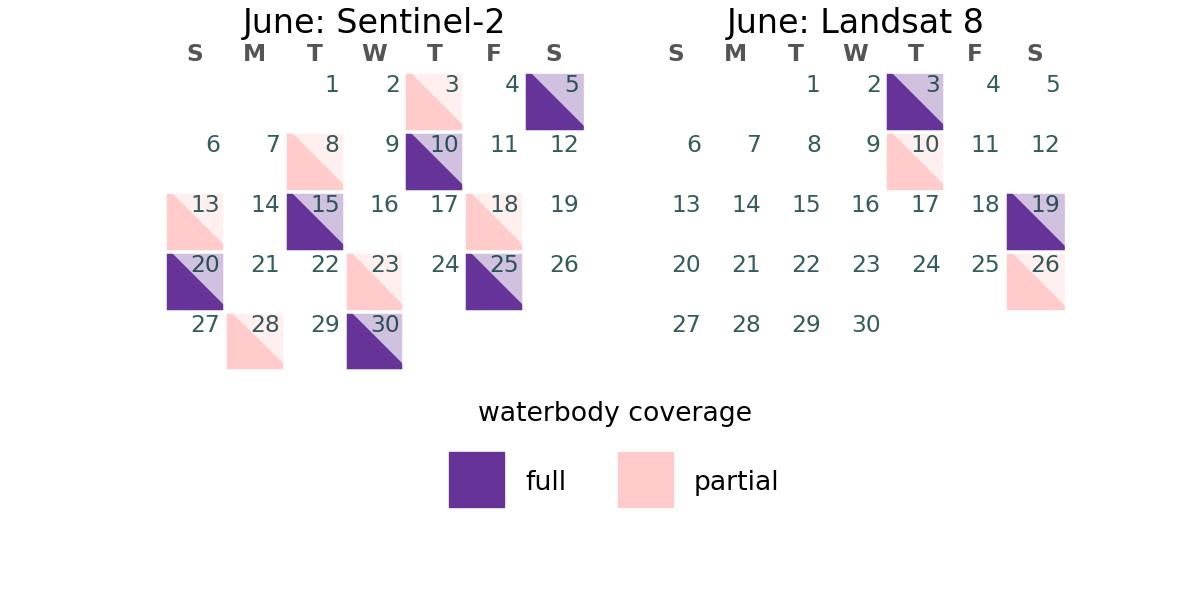 June: Sentinel-2
S M T W T F S
1 2 3 4 5
6 7 8 9 10 11 12
13 14 15 16 17 18 19
20 21 22 23 24 25 26
27 28 29 30
June: Landsat 8
S M T W T F S
1 2 3 4 5
6 7 8 9 10 11 12
13 14 15 16 17 18 19
20 21 22 23 24 25 26
27 28 29 30
waterbody coverage
full partial